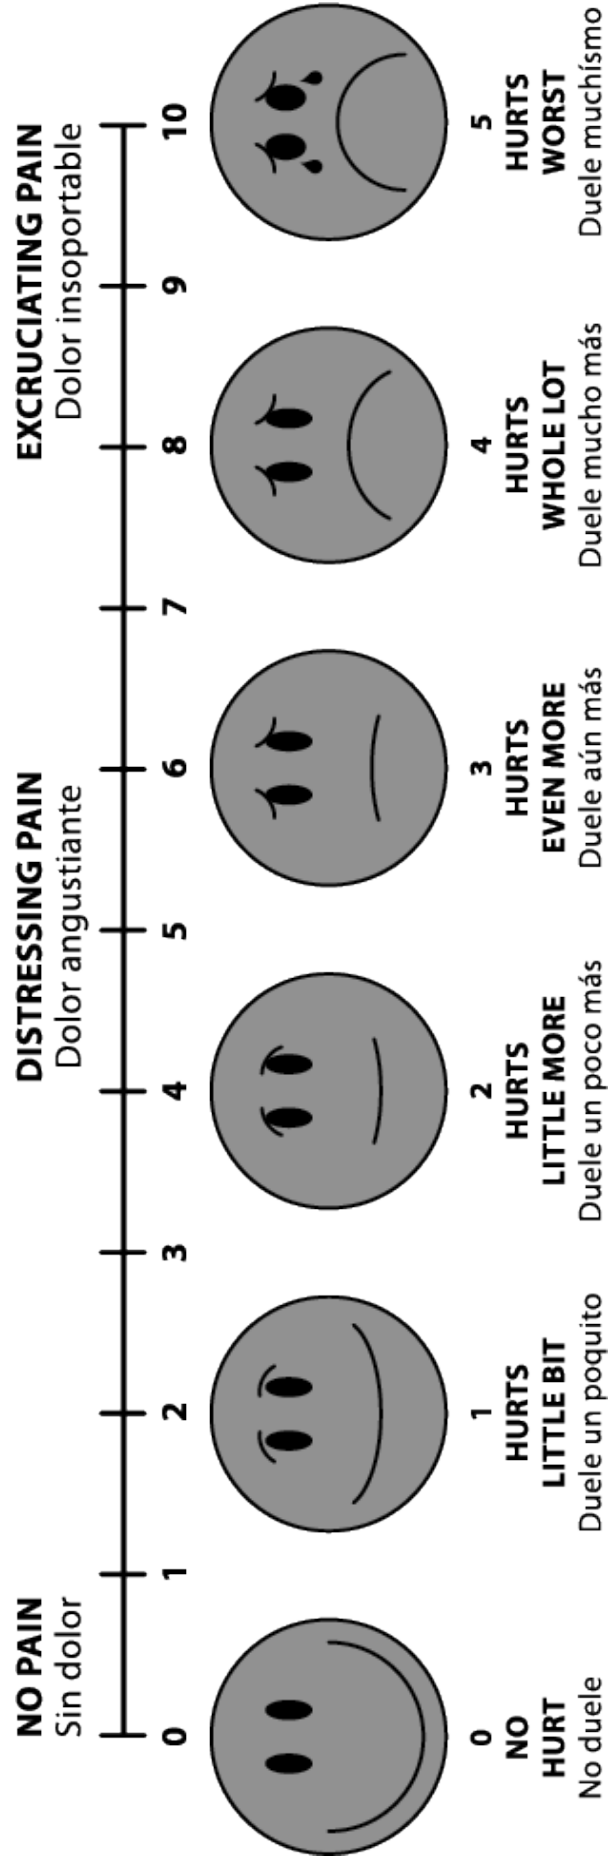 NO PAIN
Sin dolor
DISTRESSING PAIN
Dolor angustiante
EXCRUCIATING PAIN
Dolor insoportable
0 1 2 3 4 5 6 7 8 9 10
0
NO
HURT
No duele
1
HURTS
LITTLE BIT
Duele un poquito
2
HURTS
LITTLE MORE
Duele un poco más
3
HURTS
EVEN MORE
Duele aún más
4
HURTS
WHOLE LOT
Duele mucho más
5
HURTS
WORST
Duele muchísmo